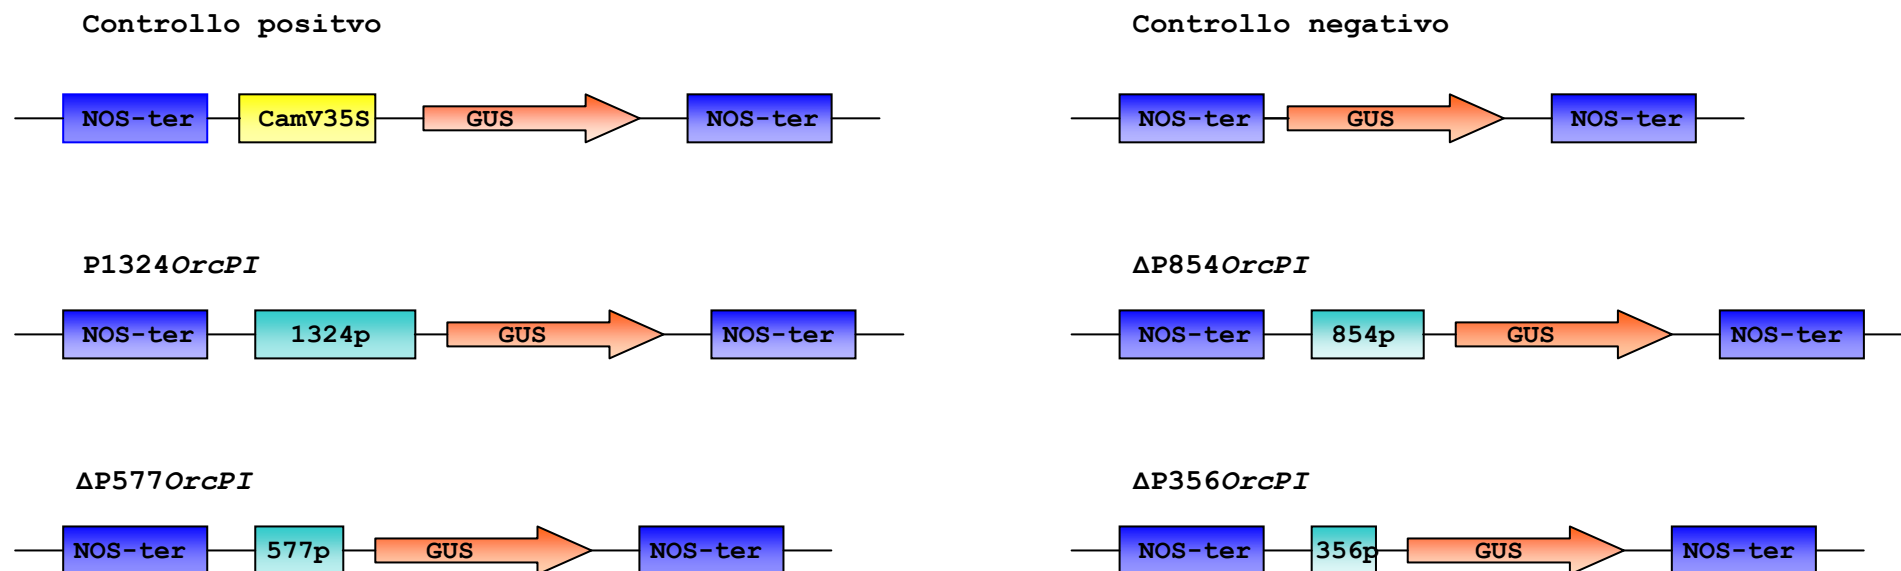 Controllo positvo
Controllo negativo
NOS-ter CamV35S GUS NOS-ter
NOS-ter GUS NOS-ter
P1324OrcPI
ΔP854OrcPI
NOS-ter 1324p GUS NOS-ter
NOS-ter 854p GUS NOS-ter
ΔP577OrcPI
ΔP356OrcPI
NOS-ter 577p GUS NOS-ter
NOS-ter 356p GUS NOS-ter